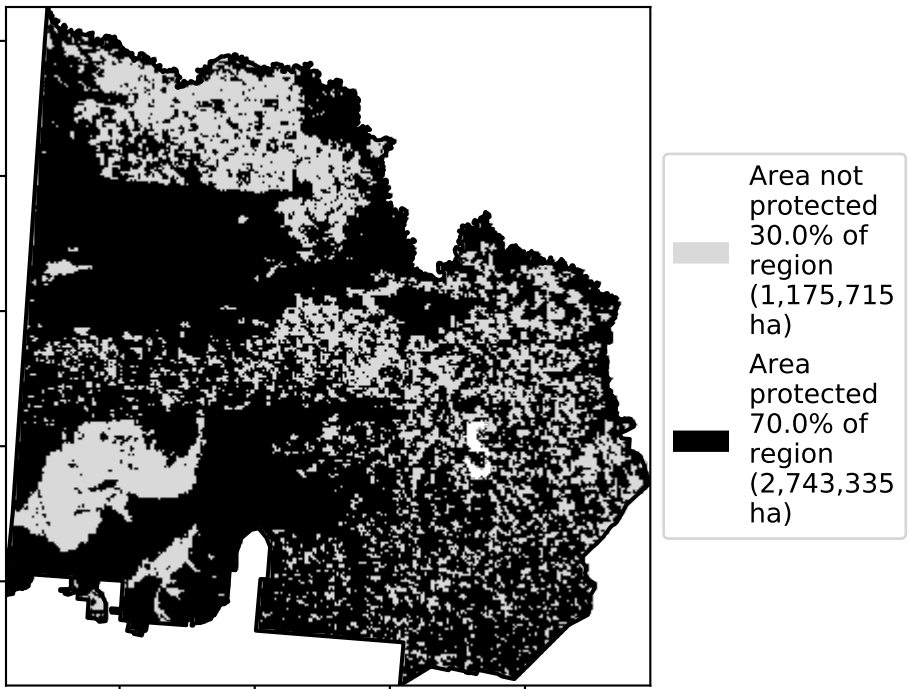 Area not
protected
30.0% of
region
(1,175,715
ha)
Area
protected
70.0% of
region
(2,743,335
ha)